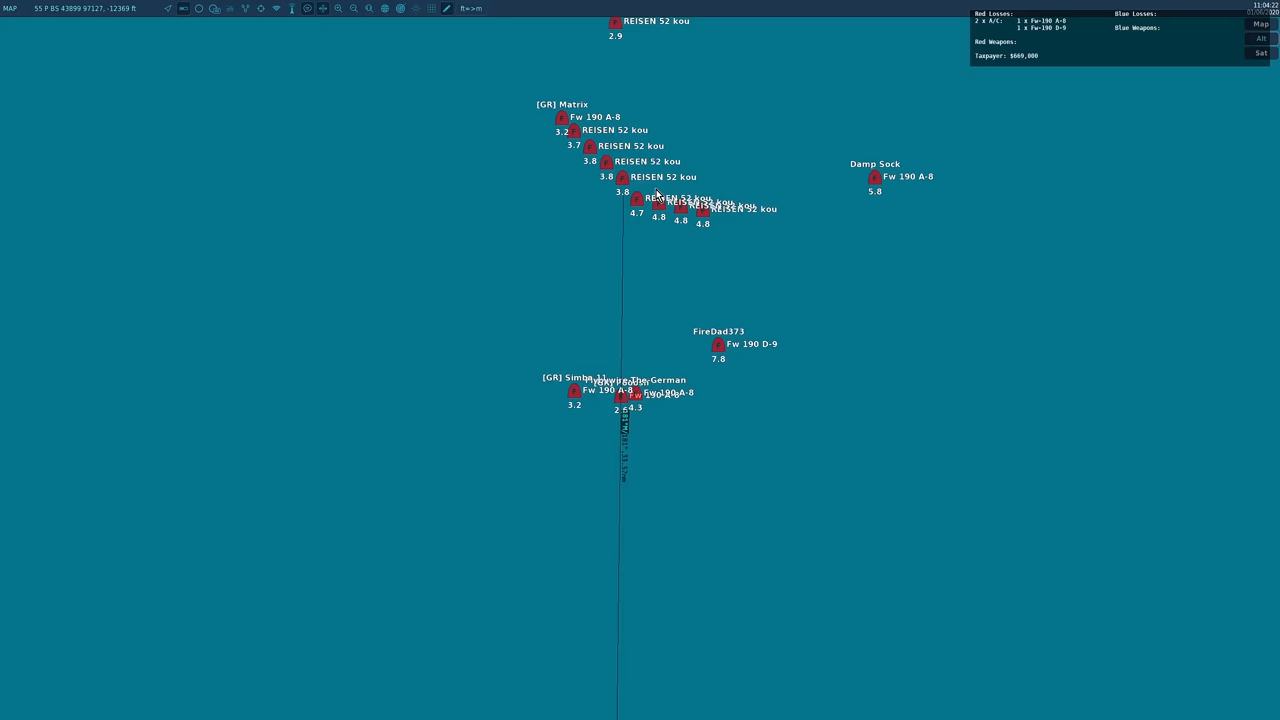 MAP 55 P BS 43899 97127, -12369 ft ft=>m 11:04:22
REISEN 52 kou
2.9
Red Losses: Blue Losses:
2 x A/C: 1 x Fw-190 A-8
1 x Fw-190 D-9 Blue Weapons:
Red Weapons:
Taxpayer: $669,000
Map
Alt
Sat
[GR] Matrix
Fw 190 A-8
3.2
REISEN 52 kou
3.7
REISEN 52 kou
3.8
REISEN 52 kou
3.8
REISEN 52 kou
3.8
Damp Sock
Fw 190 A-8
5.8
4.7
4.8
4.8
REISEN 52 kou
4.8
FireDad373
Fw 190 D-9
7.8
[GR] Simba 11
Fw 190 A-8
3.2
The German
Fw 190 A-8
4.3